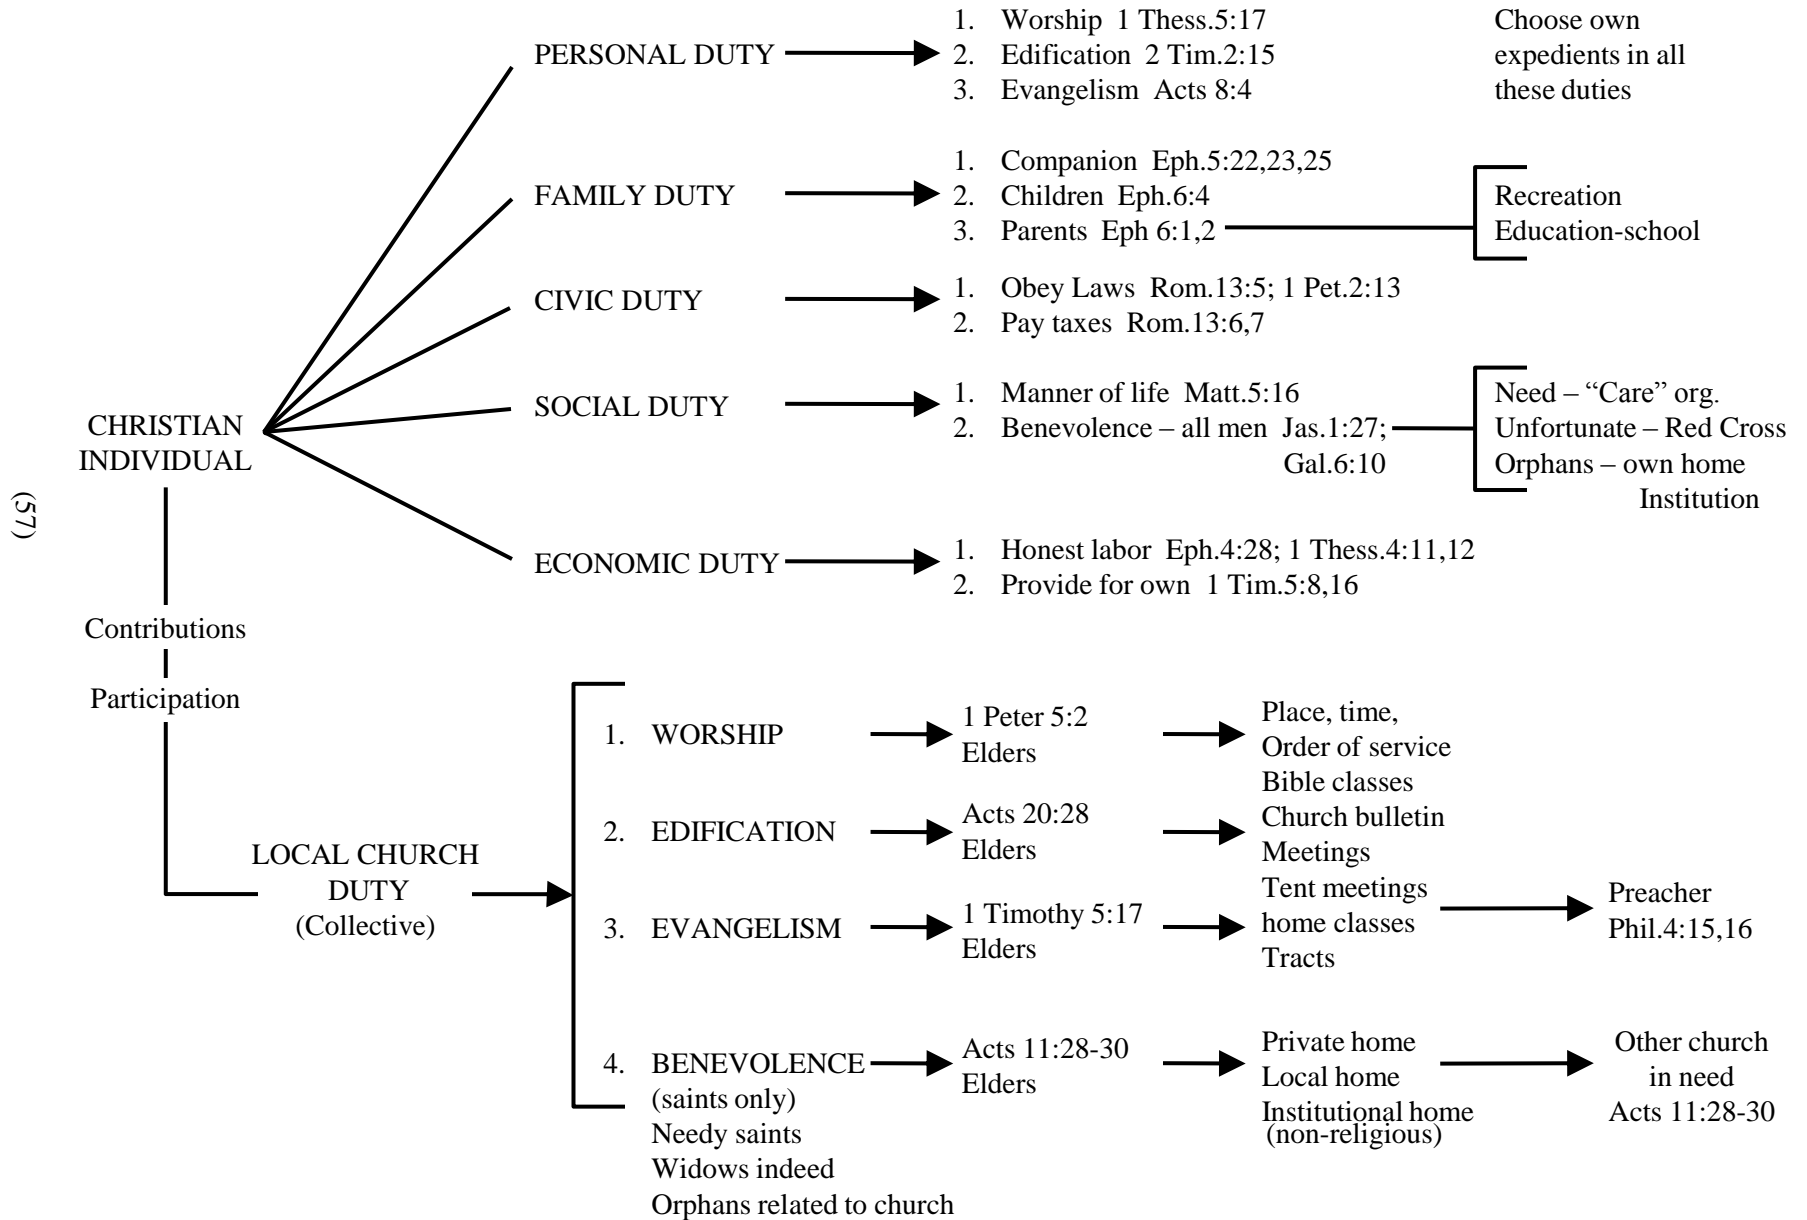 PERSONAL DUTY
1. Worship 1 Thess.5:17
2. Edification 2 Tim.2:15
3. Evangelism Acts 8:4
Choose own
expedients in all
these duties
FAMILY DUTY
1. Companion Eph.5:22,23,25
2. Children Eph.6:4
3. Parents Eph 6:1,2
Recreation
Education-school
CIVIC DUTY
1. Obey Laws Rom.13:5; 1 Pet.2:13
2. Pay taxes Rom.13:6,7
SOCIAL DUTY
1. Manner of life Matt.5:16
2. Benevolence – all men Jas.1:27;
Gal.6:10
Need – “Care” org.
Unfortunate – Red Cross
Orphans – own home
Institution
CHRISTIAN
INDIVIDUAL
(57)
ECONOMIC DUTY
1. Honest labor Eph.4:28; 1 Thess.4:11,12
2. Provide for own 1 Tim.5:8,16
Contributions
Participation
LOCAL CHURCH
DUTY
(Collective)
1. WORSHIP
1 Peter 5:2
Elders
Place, time,
Order of service
Bible classes
2. EDIFICATION
Acts 20:28
Elders
Church bulletin
Meetings
3. EVANGELISM
1 Timothy 5:17
Elders
Tent meetings
home classes
Tracts
Preacher
Phil.4:15,16
4. BENEVOLENCE
(saints only)
Needy saints
Widows indeed
Orphans related to church
Acts 11:28-30
Elders
Private home
Local home
Institutional home
(non-religious)
Other church
in need
Acts 11:28-30